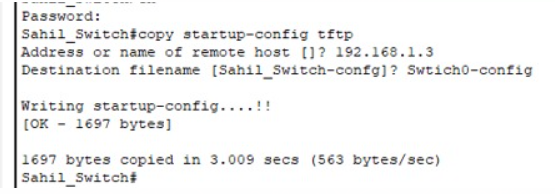 Password:
Sahil_Switch#copy startup-config tftp
Address or name of remote host []? 192.168.1.3
Destination filename [Sahil_Switch-confg]? Swtich0-config
Writing startup-config....!!
[OK - 1697 bytes]
1697 bytes copied in 3.009 secs (563 bytes/sec)
Sahil_Switch#